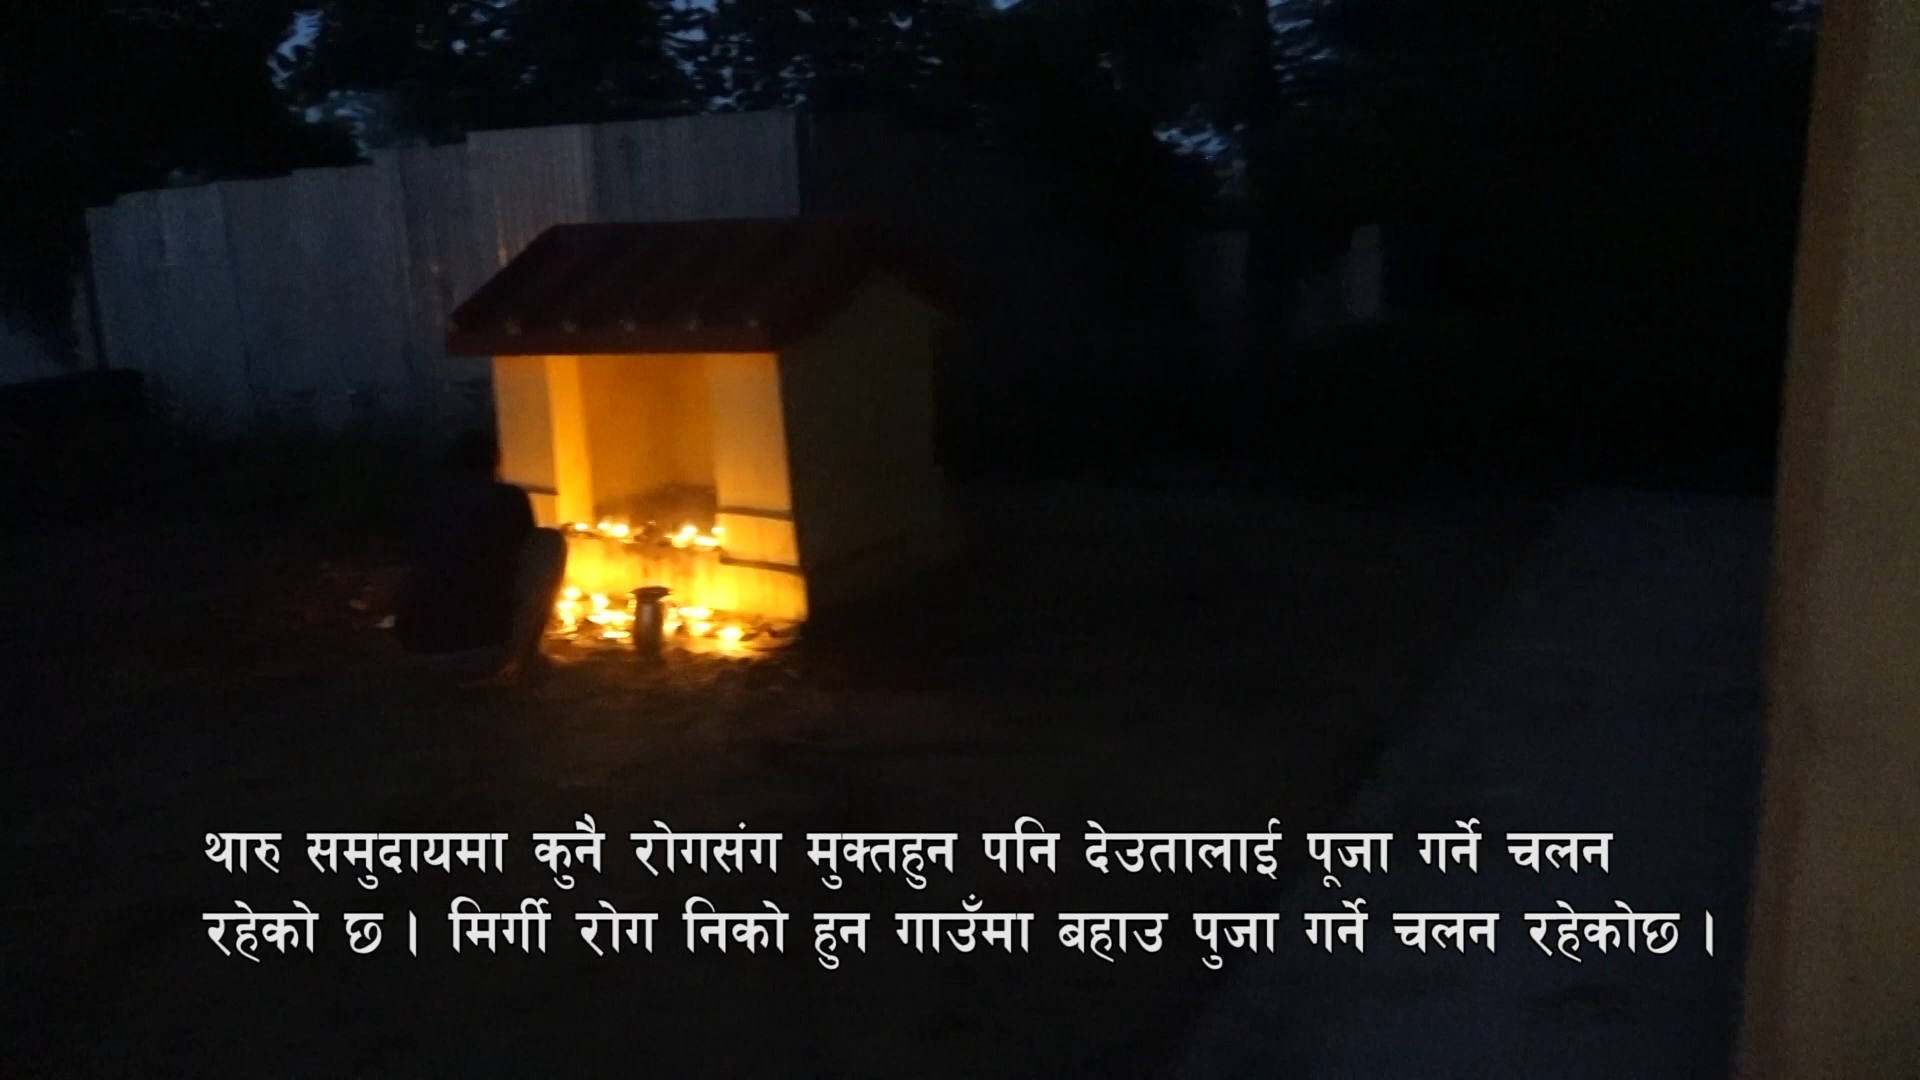 थारु समुदायमा कुनै रोगसंग मुक्तहुन पनि देउतालाई पूजा गर्ने चलन
रहेको छ । मिर्गी रोग निको हुन गाउँमा बहाउ पुजा गर्ने चलन रहेकोछ ।